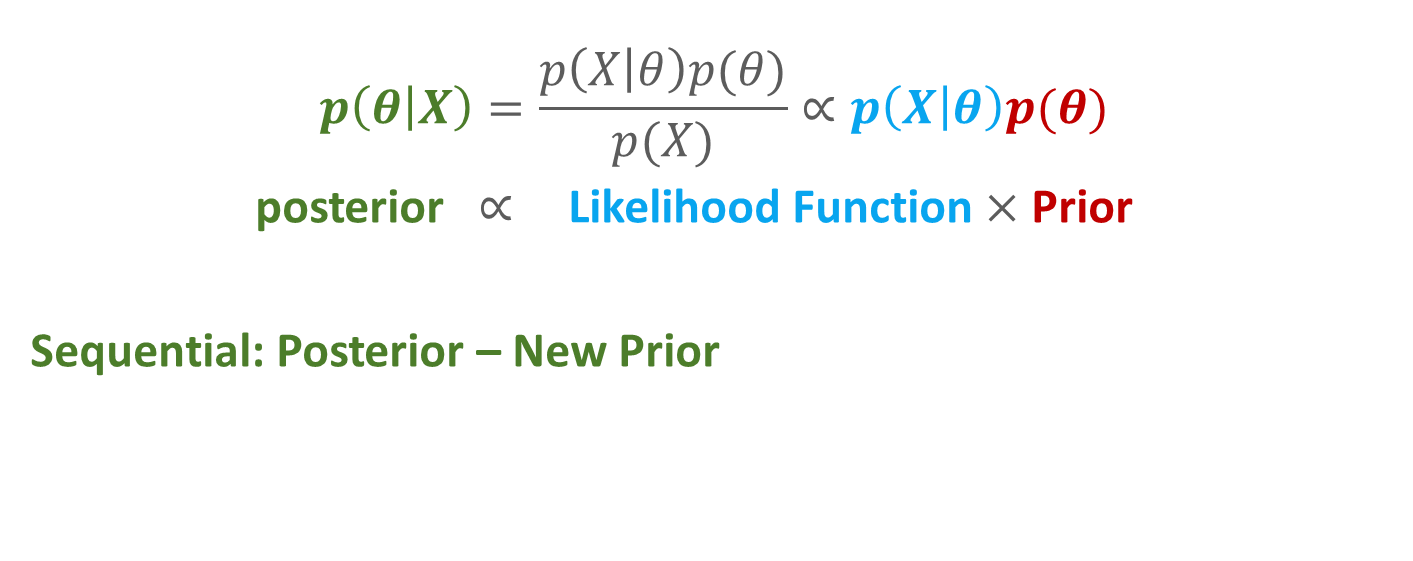 p(θ|X) = p(X|θ)p(θ) / p(X) ∝ p(X|θ)p(θ)
posterior ∝ Likelihood Function × Prior
Sequential: Posterior – New Prior